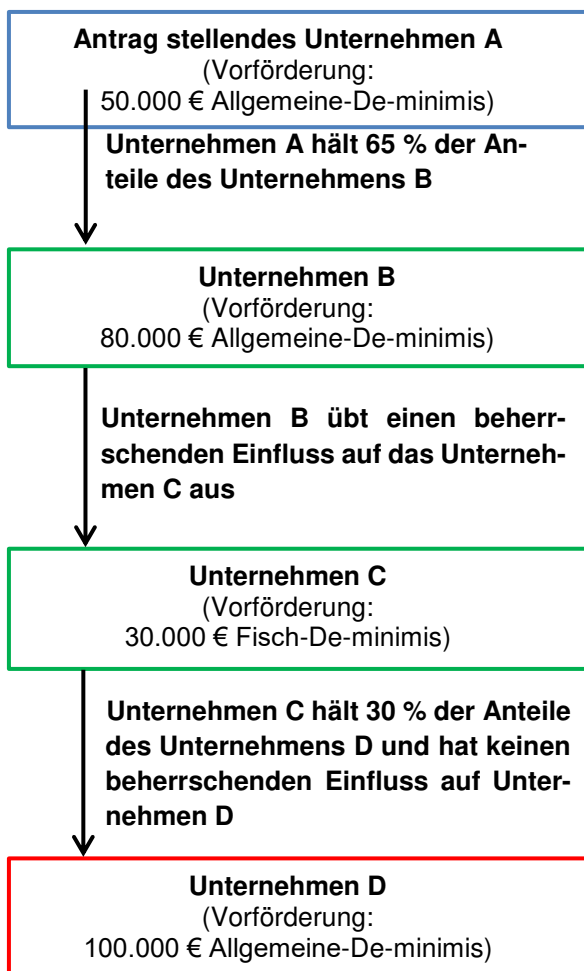 Antrag stellendes Unternehmen A
(Vorförderung:
50.000 € Allgemeine-De-minimis)
Unternehmen A hält 65 % der An-
teile des Unternehmens B
Unternehmen B
(Vorförderung:
80.000 € Allgemeine-De-minimis)
Unternehmen B übt einen beherr-
schenden Einfluss auf das Unterneh-
men C aus
Unternehmen C
(Vorförderung:
30.000 € Fisch-De-minimis)
Unternehmen C hält 30 % der Anteile
des Unternehmens D und hat keinen
beherrschenden Einfluss auf Unter-
nehmen D
Unternehmen D
(Vorförderung:
100.000 € Allgemeine-De-minimis)